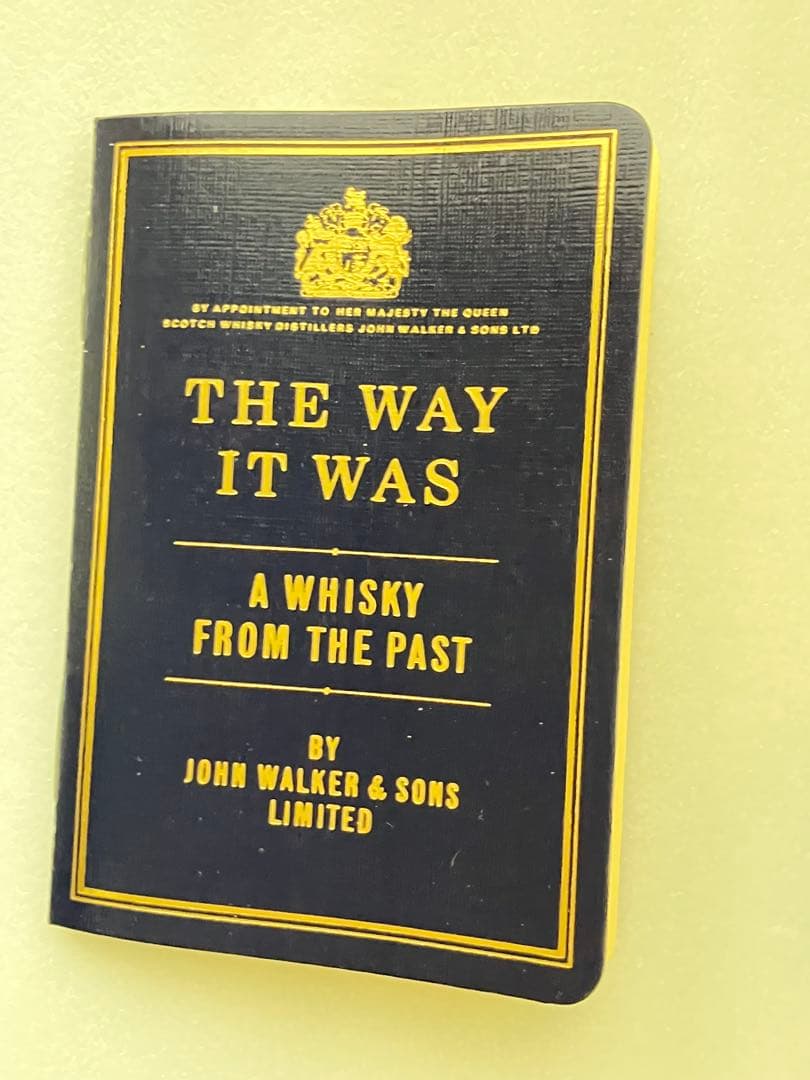 BY APPOINTMENT TO HER MAJESTY THE QUEEN
SCOTCH WHISKY DISTILLERS JOHN WALKER & SONS LTD
THE WAY
IT WAS
A WHISKY
FROM THE PAST
BY
JOHN WALKER & SONS
LIMITED